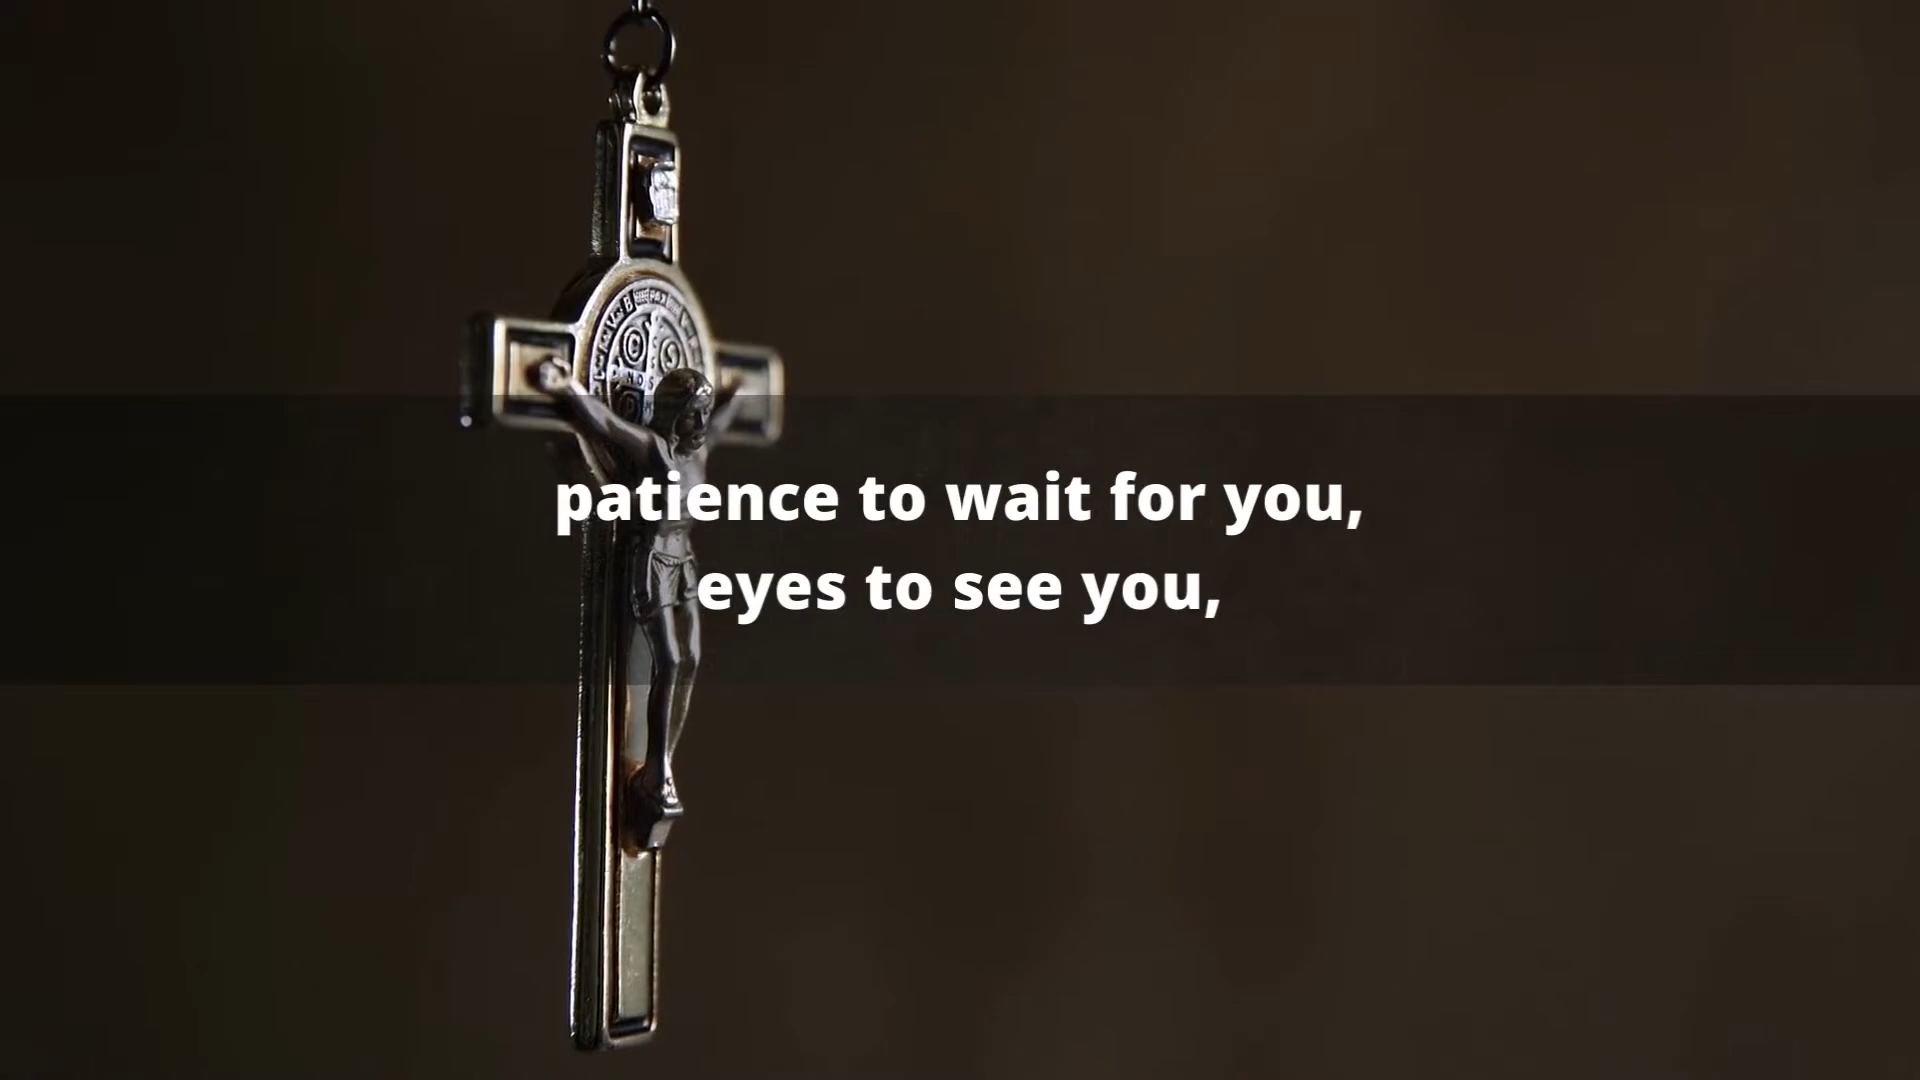 patience to wait for you,
eyes to see you,